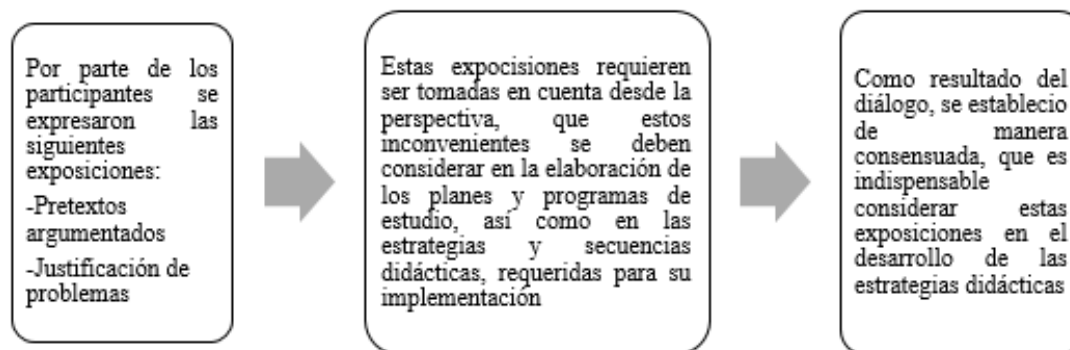 Por parte de los
participantes se
expresaron las
siguientes
exposiciones:
-Pretextos
argumentados
-Justificación de
problemas
Estas expocisiones requieren
ser tomadas en cuenta desde la
perspectiva, que estos
inconvenientes se deben
considerar en la elaboración de
los planes y programas de
estudio, así como en las
estrategias y secuencias
didácticas, requeridas para su
implementación
Como resultado del
diálogo, se establecio
de manera
consensuada, que es
indispensable
considerar estas
exposiciones en el
desarrollo de las
estrategias didácticas